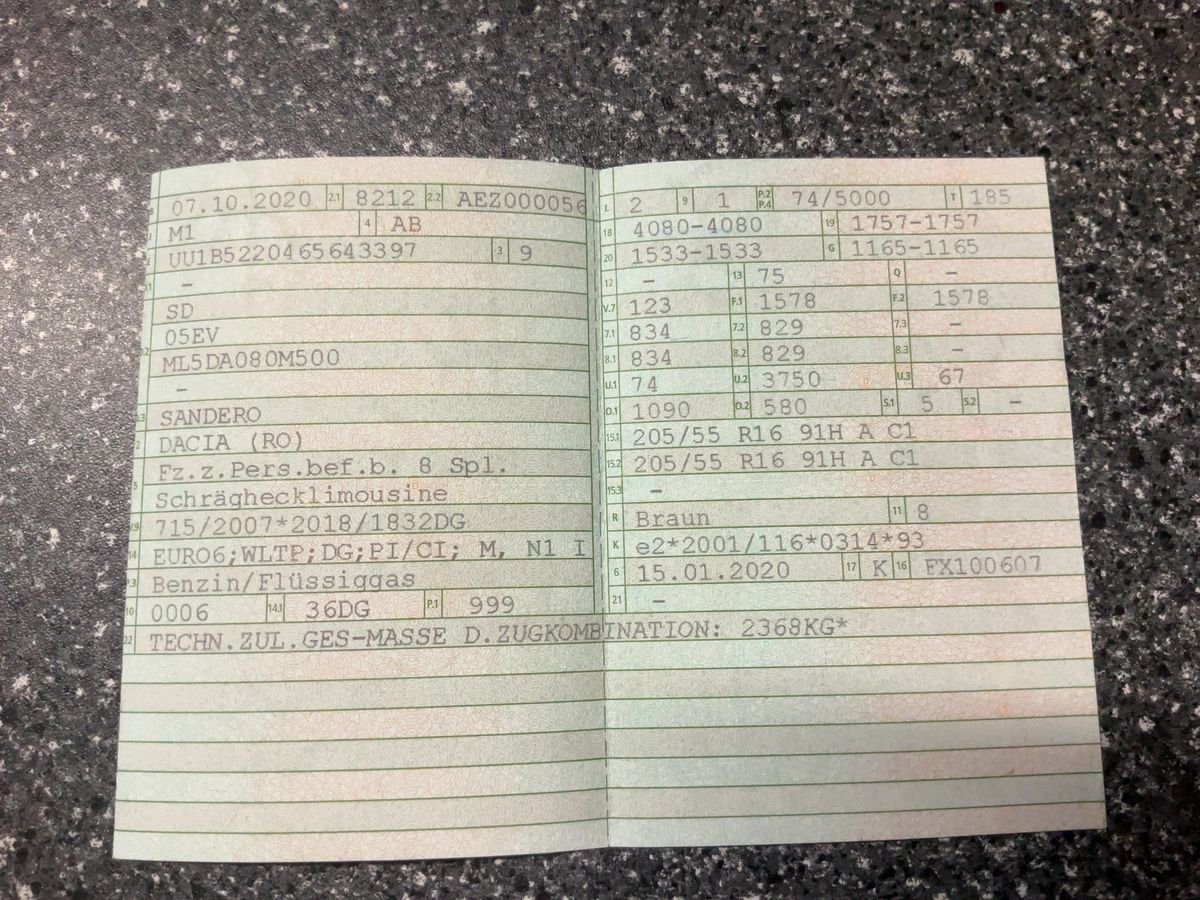 07.10.2020 2.1 8212 2.2 AEZ000056
M1 4 AB
UU1B5220465643397 3 9
–
SD
05EV
ML5DA080M500
–
SANDERO
DACIA (RO)
Fz.z.Pers.bef.b. 8 Spl.
5 Schräghecklimousine
715/2007*2018/1832DG
14 EURO6;WLTP;DG;PI/CI; M, N1 I
P.3 Benzin/Flüssiggas
10 0006 14.1 36DG P.1 999
22 TECHN.ZUL.GES-MASSE D.ZUGKOMBINATION: 2368KG*
L 2 9 1 P.2 P.4 74/5000 T 185
18 4080-4080 19 1757-1757
20 1533-1533 G 1165-1165
12 – 13 75 Q –
V.7 123 F.1 1578 F.2 1578
7.1 834 7.2 829 7.3 –
8.1 834 8.2 829 8.3 –
U.1 74 U.2 3750 U.3 67
O.1 1090 O.2 580 S.1 5 S.2 –
15.1 205/55 R16 91H A C1
15.2 205/55 R16 91H A C1
15.3 –
R Braun 11 8
K e2*2001/116*0314*93
6 15.01.2020 17 K 16 FX100607
21 –